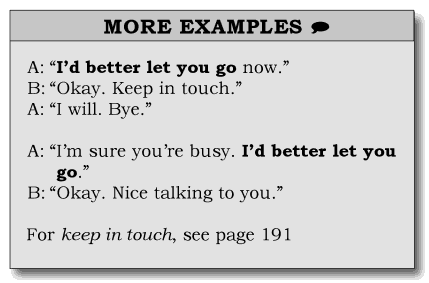 MORE EXAMPLES
A: “I’d better let you go now.”
B: “Okay. Keep in touch.”
A: “I will. Bye.”
A: “I’m sure you’re busy. I’d better let you
go.”
B: “Okay. Nice talking to you.”
For keep in touch, see page 191